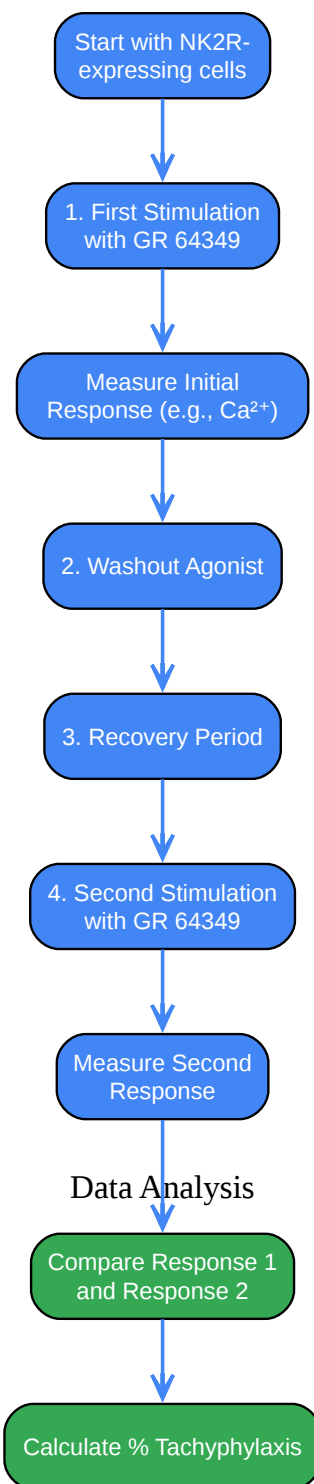 Start with NK2R-
expressing cells
1. First Stimulation
with GR 64349
Measure Initial
Response (e.g., Ca²⁺)
2. Washout Agonist
3. Recovery Period
4. Second Stimulation
with GR 64349
Measure Second
Response
Data Analysis
Compare Response 1
and Response 2
Calculate % Tachyphylaxis